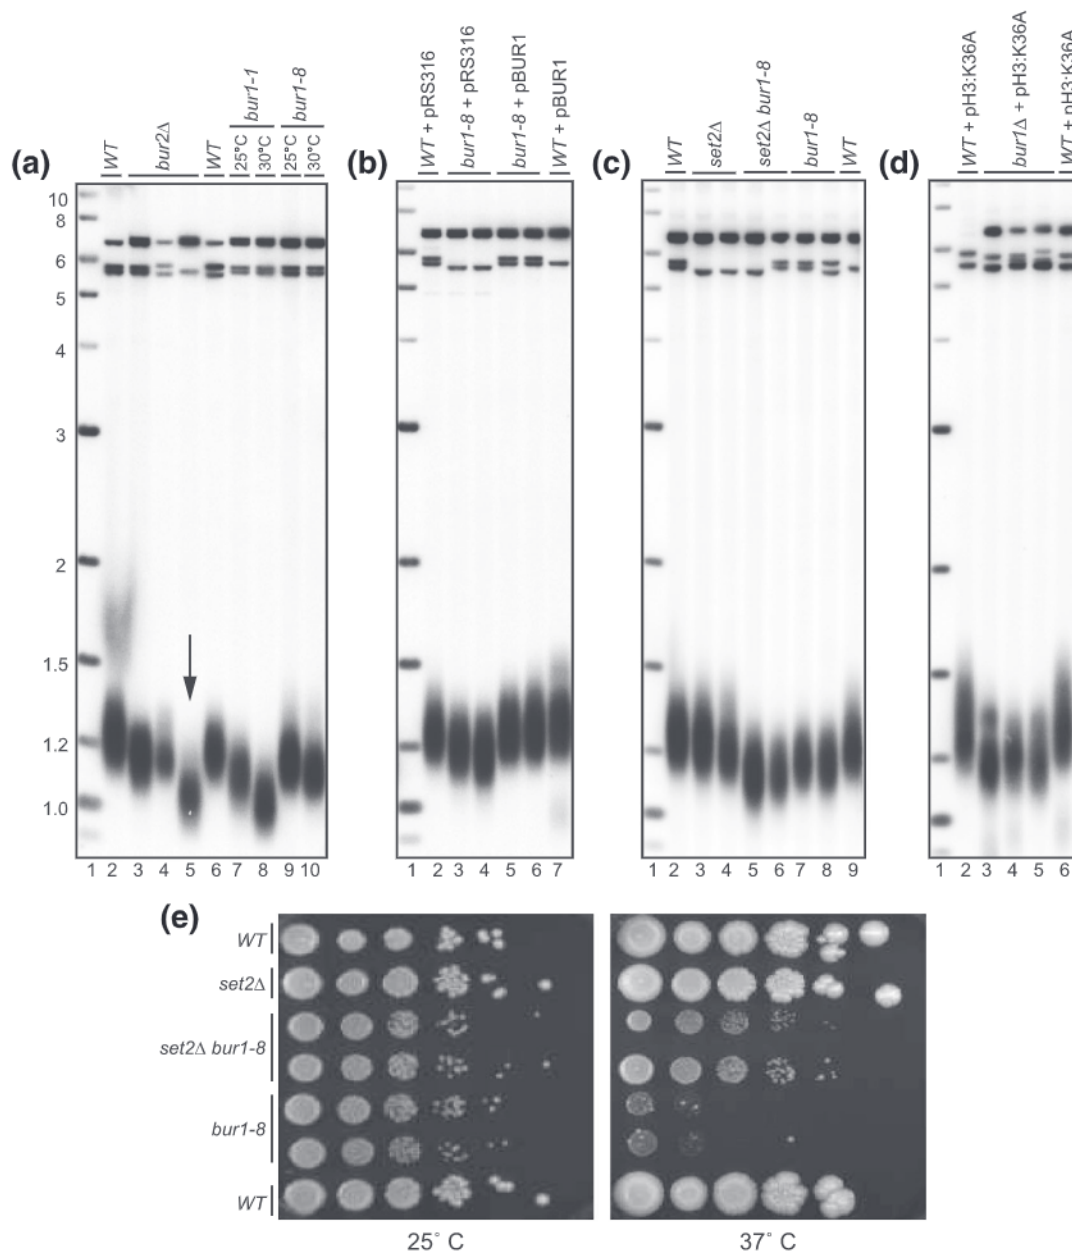 (a)
WT
bur2Δ
WT
bur1-1
25°C
30°C
bur1-8
25°C
30°C
10
8
6
5
4
3
2
1.5
1.2
1.0
1 2 3 4 5 6 7 8 9 10
(b)
WT + pRS316
bur1-8 + pRS316
bur1-8 + pBUR1
WT + pBUR1
1 2 3 4 5 6 7
(c)
WT
set2Δ
set2Δ bur1-8
bur1-8
WT
1 2 3 4 5 6 7 8 9
(d)
WT + pH3:K36A
bur1Δ + pH3:K36A
WT + pH3:K36A
1 2 3 4 5 6
(e)
WT
set2Δ
set2Δ bur1-8
bur1-8
WT
25° C
37° C